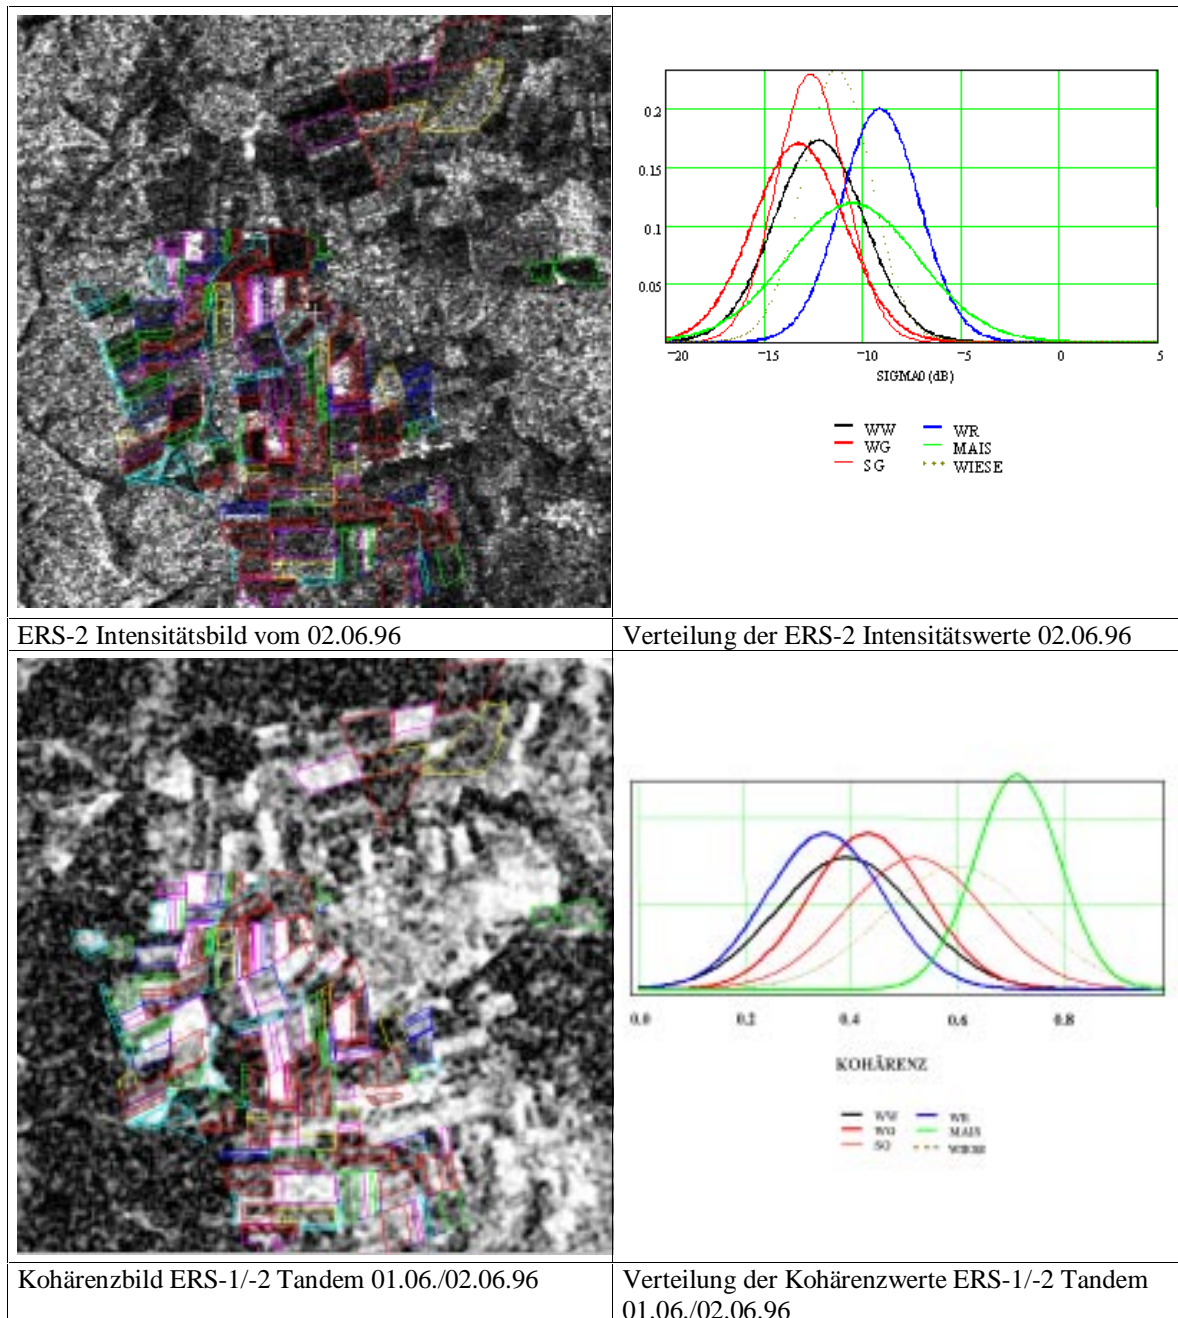 0.2
0.15
0.1
0.05
-20 -15 -10 -5 0 5
SIGMA0 (dB)
WW WR
WG MAIS
SG WIESE
ERS-2 Intensitätsbild vom 02.06.96
Verteilung der ERS-2 Intensitätswerte 02.06.96
0.0 0.2 0.4 0.6 0.8
KOHÄRENZ
WW WR
WG MAIS
SG WIESE
Kohärenzbild ERS-1/-2 Tandem 01.06./02.06.96
Verteilung der Kohärenzwerte ERS-1/-2 Tandem
01.06./02.06.96